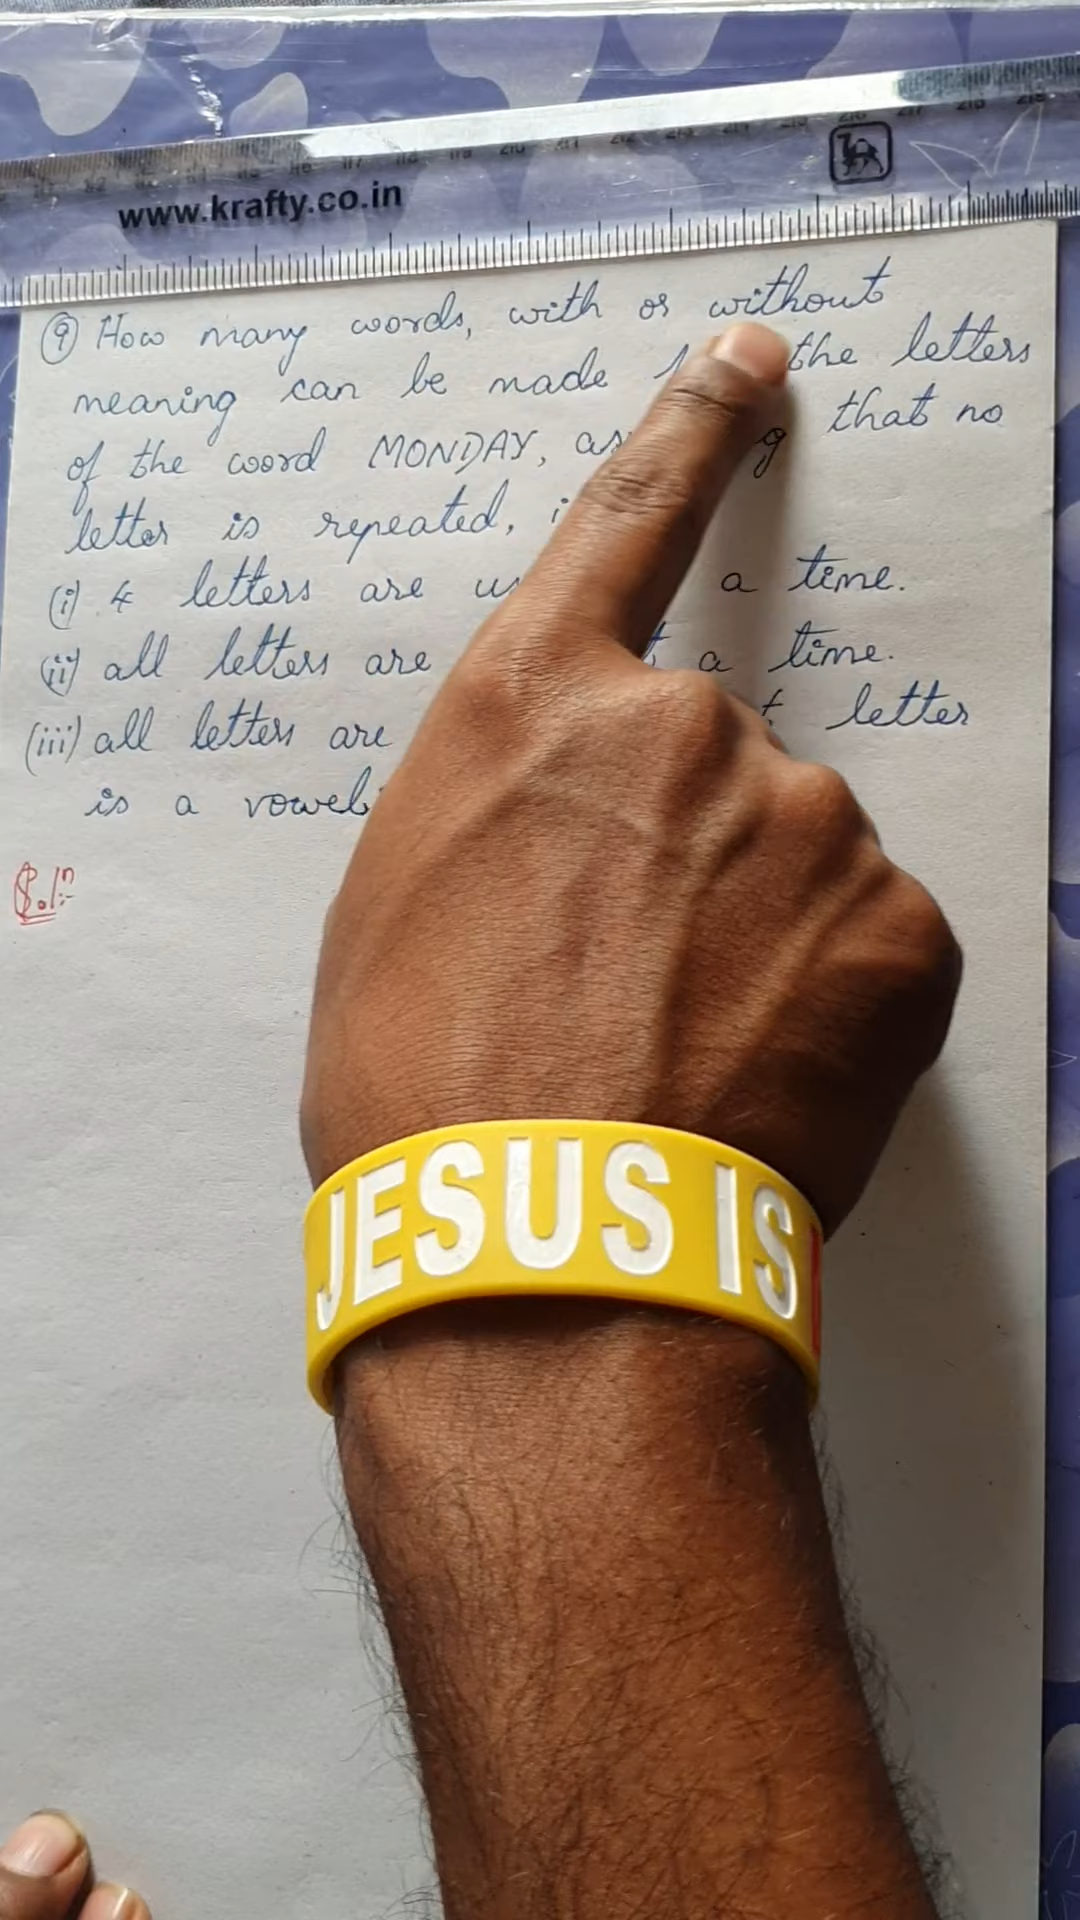 www.krafty.co.in
9 How many words, with or without
meaning can be made the letters
of the word MONDAY, that no
letter is repeated,
(i) 4 letters are a time.
(ii) all letters are a time.
(iii) all letters are letter
is a vowel
Sol:n-
JESUS IS